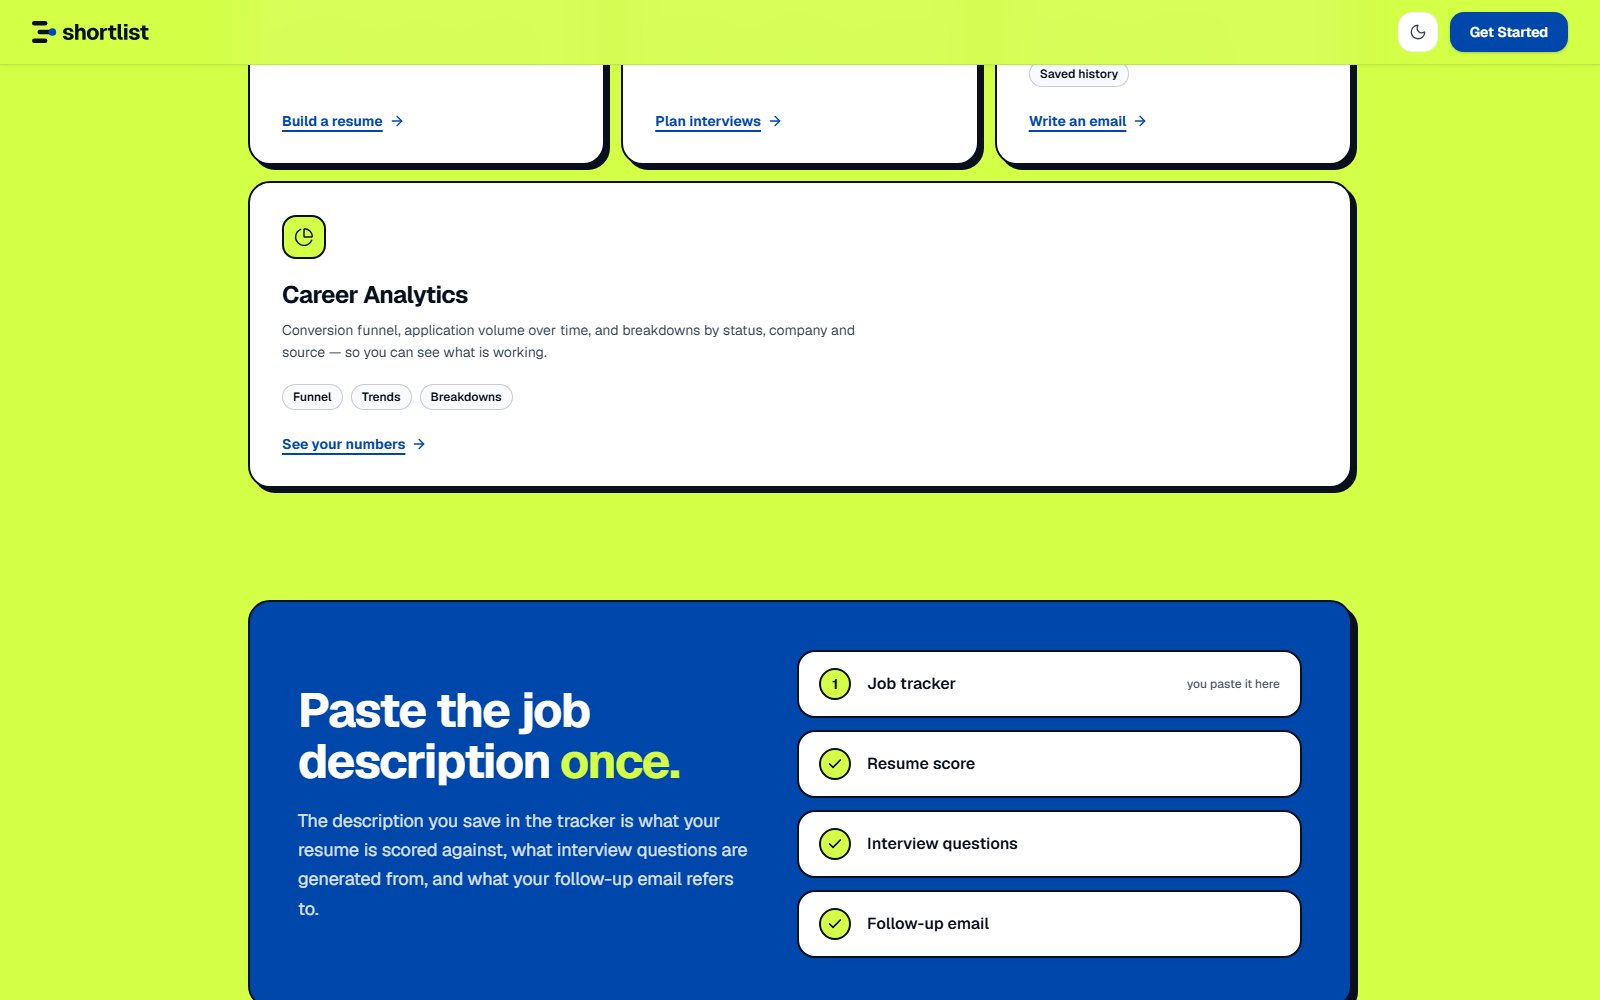 shortlist
Get Started
Saved history
Build a resume
Plan interviews
Write an email
Career Analytics
Conversion funnel, application volume over time, and breakdowns by status, company and
source — so you can see what is working.
Funnel
Trends
Breakdowns
See your numbers
Paste the job
description once.
The description you save in the tracker is what your
resume is scored against, what interview questions are
generated from, and what your follow-up email refers
to.
1
Job tracker
you paste it here
Resume score
Interview questions
Follow-up email